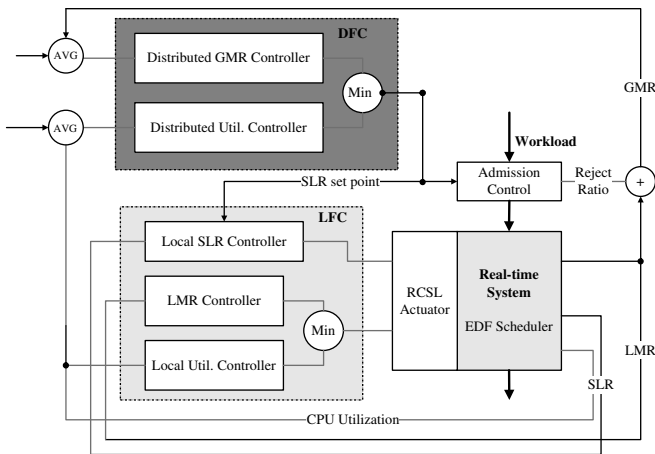 DFC
AVG
Distributed GMR Controller
Min
AVG
Distributed Util. Controller
GMR
Workload
SLR set point
Admission
Control
Reject
Ratio
+
LFC
Local SLR Controller
LMR Controller
Min
Local Util. Controller
RCSL
Actuator
Real-time
System
EDF Scheduler
LMR
SLR
CPU Utilization